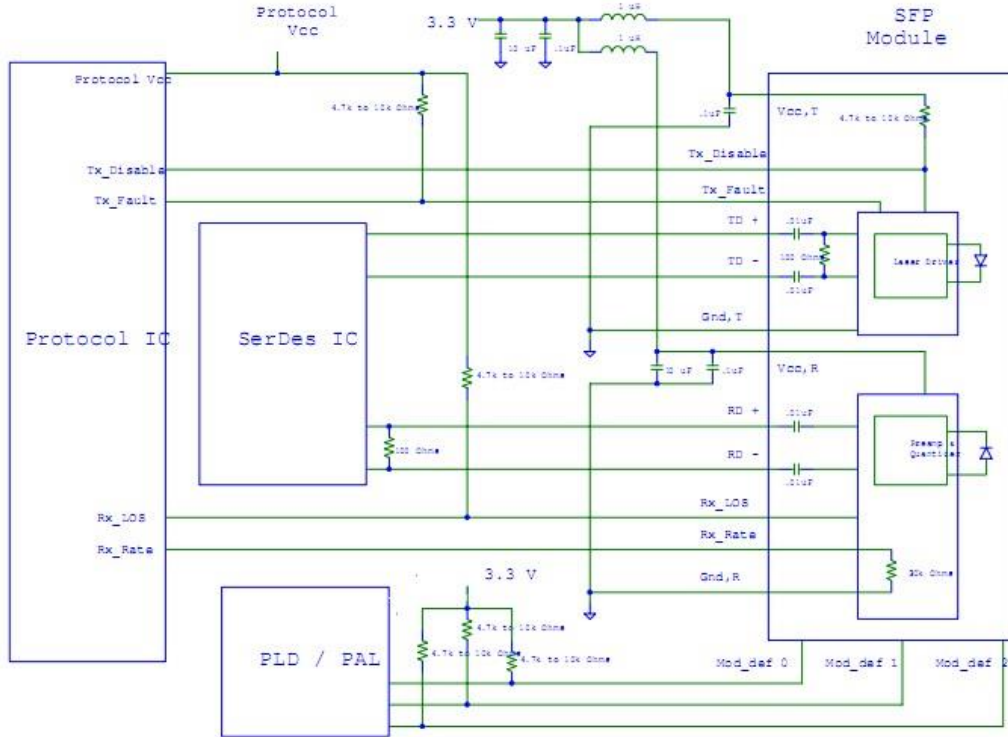 Protocol
Vcc
3.3 V
1 uH
1 uH
10 uF
.1uF
SFP
Module
Protocol Vcc
4.7k to 10k Ohms
.1uF
Vcc,T
4.7k to 10k Ohms
Tx_Disable
Tx_Disable
Tx_Fault
Tx_Fault
TD +
.01uF
100 Ohms
TD -
.01uF
Laser Driver
Gnd,T
Protocol IC
SerDes IC
4.7k to 10k Ohms
10 uF
.1uF
Vcc,R
RD +
.01uF
100 Ohms
RD -
.01uF
Preamp &
Quantizer
Rx_LOS
Rx_LOS
Rx_Rate
Rx_Rate
3.3 V
Gnd,R
30k Ohms
4.7k to 10k Ohms
4.7k to 10k Ohms
4.7k to 10k Ohms
PLD / PAL
Mod_def 0
Mod_def 1
Mod_def 2